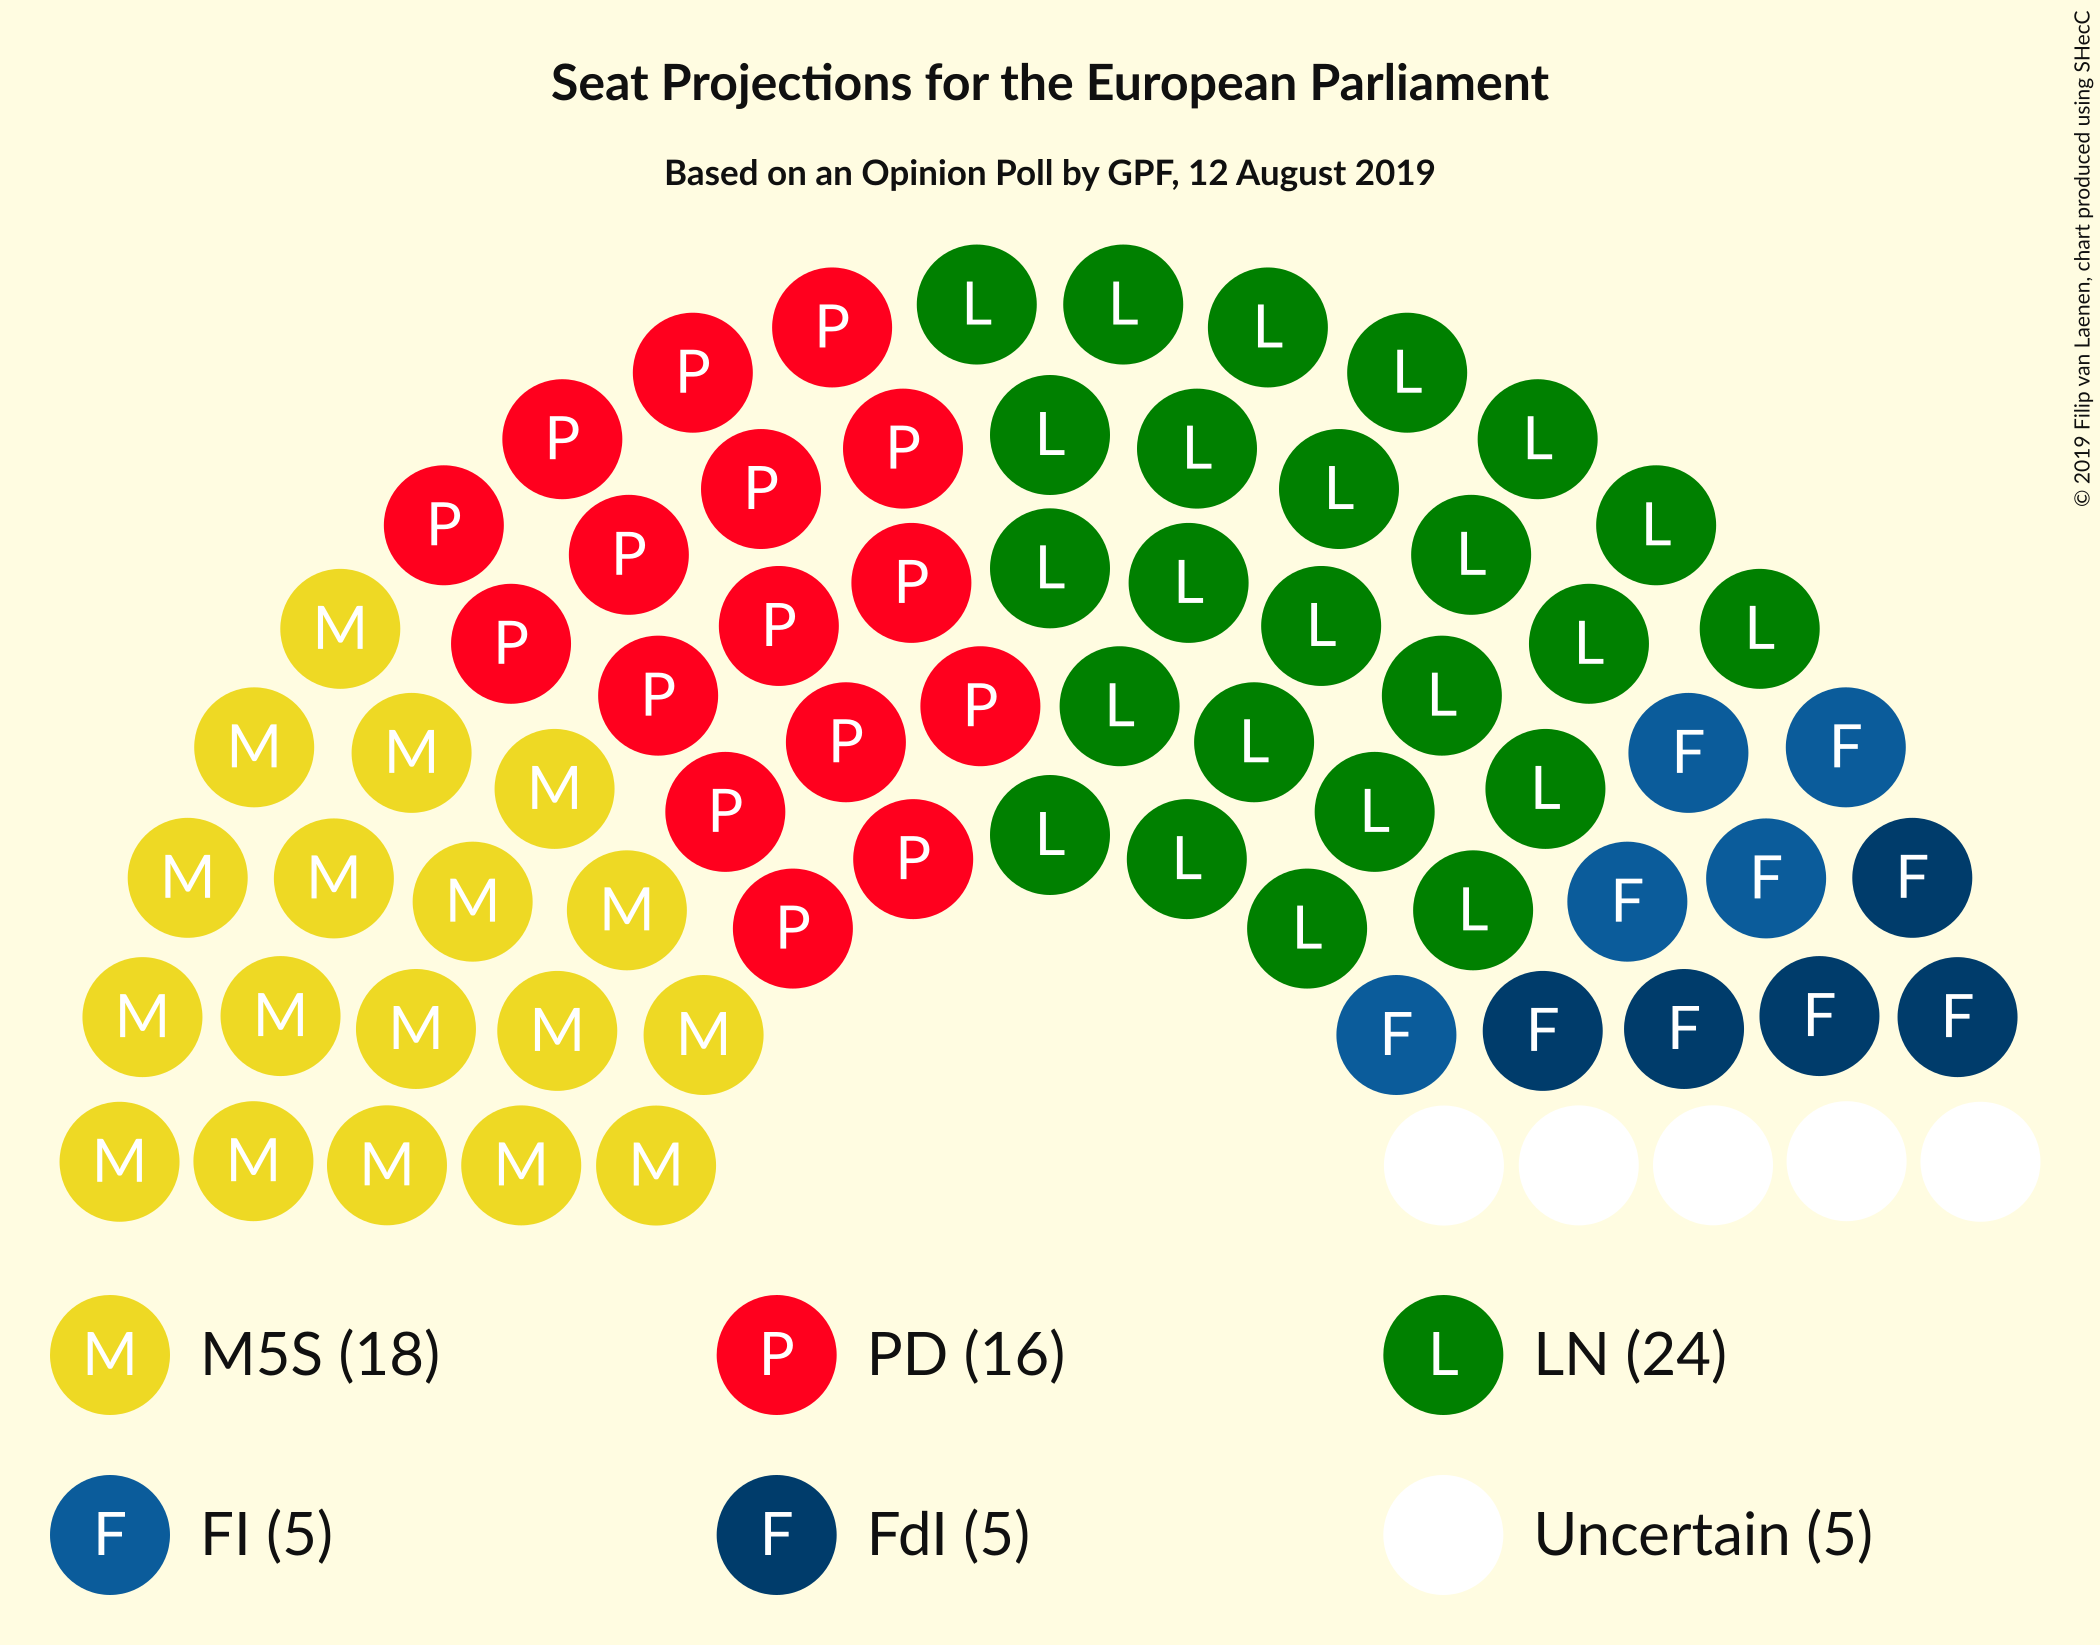 Seat Projections for the European Parliament
Based on an Opinion Poll by GPF, 12 August 2019
© 2019 Filip van Laenen, chart produced using SHecC
L L
P L
P L
P L
P L
P L
P L
P L
P L
L
P L
P L
M L
P L
P L
P L
M F
M F
P L
M L
P L
L
P L
M F
M F
M F
M L
P L
M F
M F
M F
M F
M F
M F
M M M M M
M M5S (18) P PD (16) L LN (24)
F FI (5) F FdI (5) Uncertain (5)